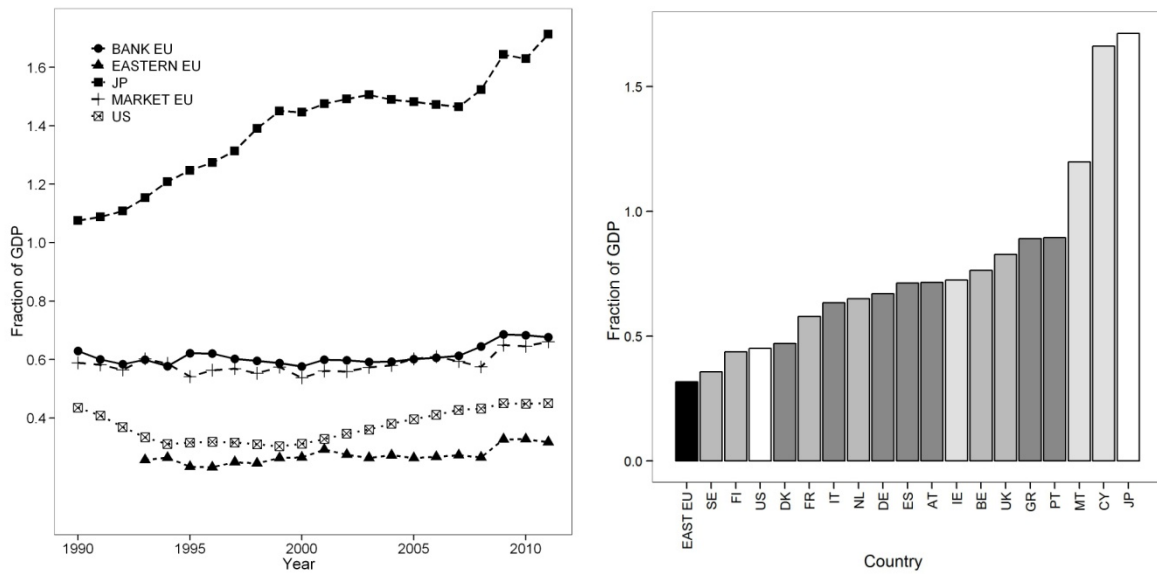 BANK EU
EASTERN EU
JP
MARKET EU
US
1.6
1.4
1.2
1.0
0.8
0.6
0.4
Fraction of GDP
1990
1995
2000
2005
2010
Year
1.5
1.0
0.5
0.0
Fraction of GDP
EAST EU
SE
FI
US
DK
FR
IT
NL
DE
ES
AT
IE
BE
UK
GR
PT
MT
CY
JP
Country